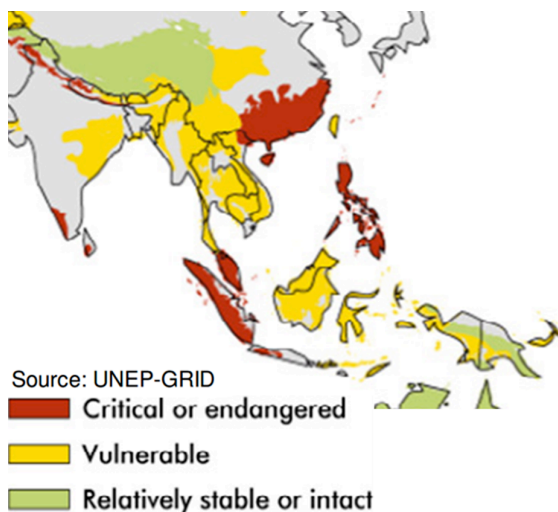 Source: UNEP-GRID
Critical or endangered
Vulnerable
Relatively stable or intact